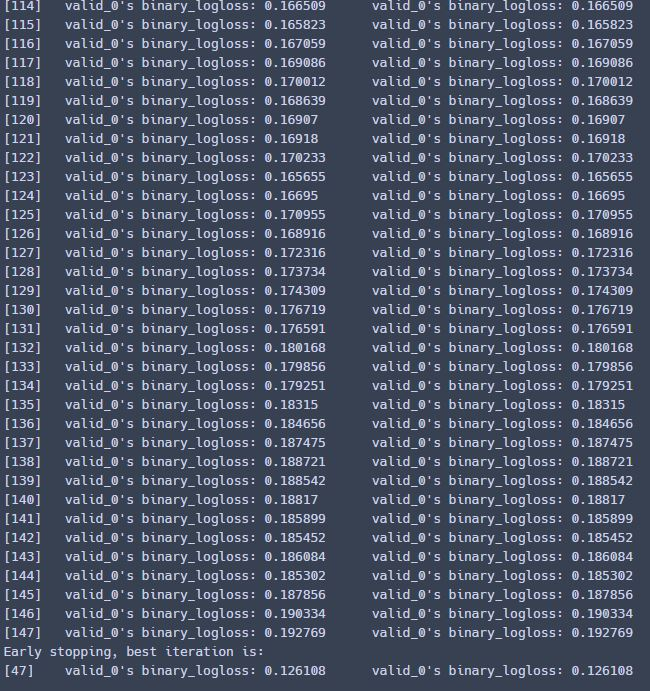 [114]   valid_0's binary_logloss: 0.166509      valid_0's binary_logloss: 0.166509
[115]   valid_0's binary_logloss: 0.165823      valid_0's binary_logloss: 0.165823
[116]   valid_0's binary_logloss: 0.167059      valid_0's binary_logloss: 0.167059
[117]   valid_0's binary_logloss: 0.169086      valid_0's binary_logloss: 0.169086
[118]   valid_0's binary_logloss: 0.170012      valid_0's binary_logloss: 0.170012
[119]   valid_0's binary_logloss: 0.168639      valid_0's binary_logloss: 0.168639
[120]   valid_0's binary_logloss: 0.16907       valid_0's binary_logloss: 0.16907
[121]   valid_0's binary_logloss: 0.16918       valid_0's binary_logloss: 0.16918
[122]   valid_0's binary_logloss: 0.170233      valid_0's binary_logloss: 0.170233
[123]   valid_0's binary_logloss: 0.165655      valid_0's binary_logloss: 0.165655
[124]   valid_0's binary_logloss: 0.16695       valid_0's binary_logloss: 0.16695
[125]   valid_0's binary_logloss: 0.170955      valid_0's binary_logloss: 0.170955
[126]   valid_0's binary_logloss: 0.168916      valid_0's binary_logloss: 0.168916
[127]   valid_0's binary_logloss: 0.172316      valid_0's binary_logloss: 0.172316
[128]   valid_0's binary_logloss: 0.173734      valid_0's binary_logloss: 0.173734
[129]   valid_0's binary_logloss: 0.174309      valid_0's binary_logloss: 0.174309
[130]   valid_0's binary_logloss: 0.176719      valid_0's binary_logloss: 0.176719
[131]   valid_0's binary_logloss: 0.176591      valid_0's binary_logloss: 0.176591
[132]   valid_0's binary_logloss: 0.180168      valid_0's binary_logloss: 0.180168
[133]   valid_0's binary_logloss: 0.179856      valid_0's binary_logloss: 0.179856
[134]   valid_0's binary_logloss: 0.179251      valid_0's binary_logloss: 0.179251
[135]   valid_0's binary_logloss: 0.18315       valid_0's binary_logloss: 0.18315
[136]   valid_0's binary_logloss: 0.184656      valid_0's binary_logloss: 0.184656
[137]   valid_0's binary_logloss: 0.187475      valid_0's binary_logloss: 0.187475
[138]   valid_0's binary_logloss: 0.188721      valid_0's binary_logloss: 0.188721
[139]   valid_0's binary_logloss: 0.188542      valid_0's binary_logloss: 0.188542
[140]   valid_0's binary_logloss: 0.18817       valid_0's binary_logloss: 0.18817
[141]   valid_0's binary_logloss: 0.185899      valid_0's binary_logloss: 0.185899
[142]   valid_0's binary_logloss: 0.185452      valid_0's binary_logloss: 0.185452
[143]   valid_0's binary_logloss: 0.186084      valid_0's binary_logloss: 0.186084
[144]   valid_0's binary_logloss: 0.185302      valid_0's binary_logloss: 0.185302
[145]   valid_0's binary_logloss: 0.187856      valid_0's binary_logloss: 0.187856
[146]   valid_0's binary_logloss: 0.190334      valid_0's binary_logloss: 0.190334
[147]   valid_0's binary_logloss: 0.192769      valid_0's binary_logloss: 0.192769
Early stopping, best iteration is:
[47]    valid_0's binary_logloss: 0.126108      valid_0's binary_logloss: 0.126108